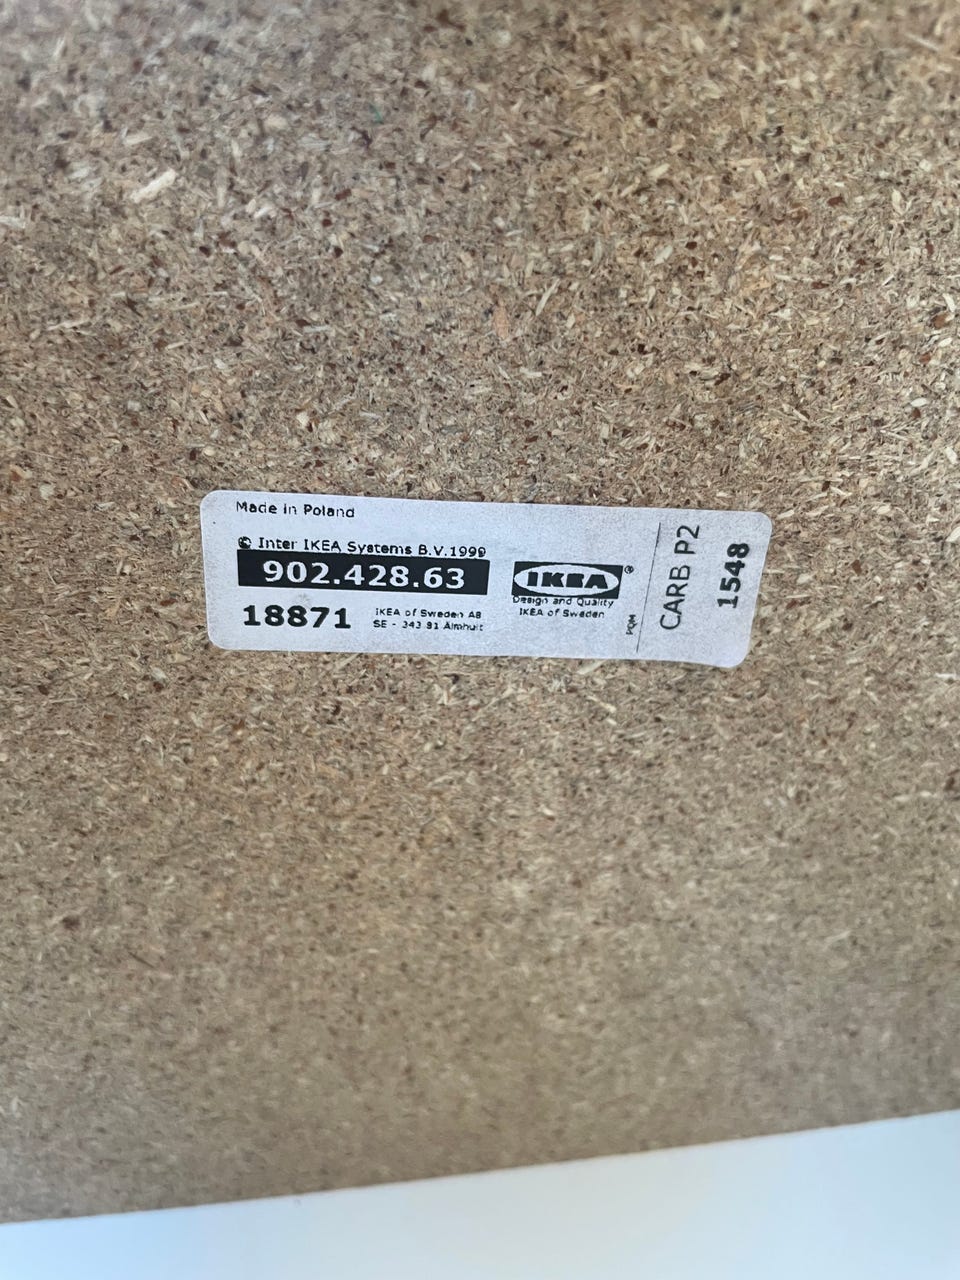 Made in Poland
© Inter IKEA Systems B.V. 1999
902.428.63
18871
IKEA of Sweden AB
SE - 343 81 Älmhult
IKEA®
Design and Quality
IKEA of Sweden
PQM
CARB P2
1548